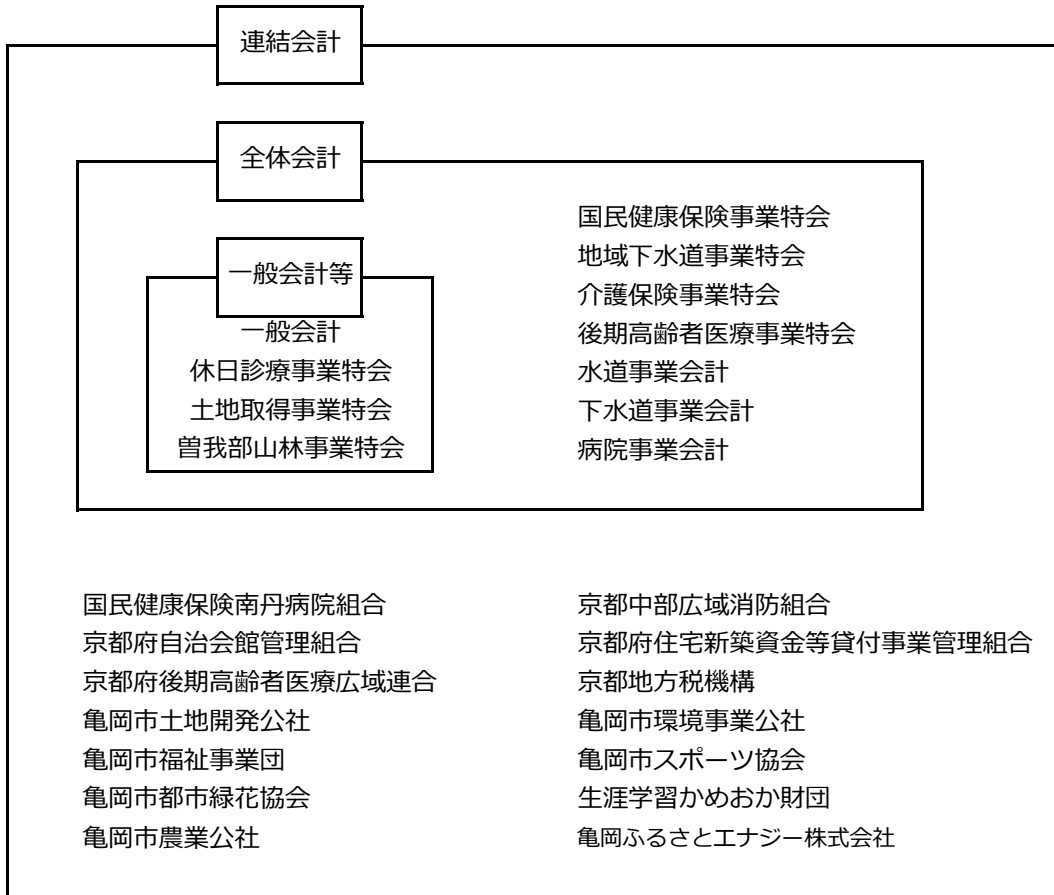 連結会計
全体会計
一般会計等
一般会計
休日診療事業特会
土地取得事業特会
曽我部山林事業特会
国民健康保険事業特会
地域下水道事業特会
介護保険事業特会
後期高齢者医療事業特会
水道事業会計
下水道事業会計
病院事業会計
国民健康保険南丹病院組合
京都府自治会館管理組合
京都府後期高齢者医療広域連合
亀岡市土地開発公社
亀岡市福祉事業団
亀岡市都市緑花協会
亀岡市農業公社
京都中部広域消防組合
京都府住宅新築資金等貸付事業管理組合
京都地方税機構
亀岡市環境事業公社
亀岡市スポーツ協会
生涯学習かめおか財団
亀岡ふるさとエナジー株式会社